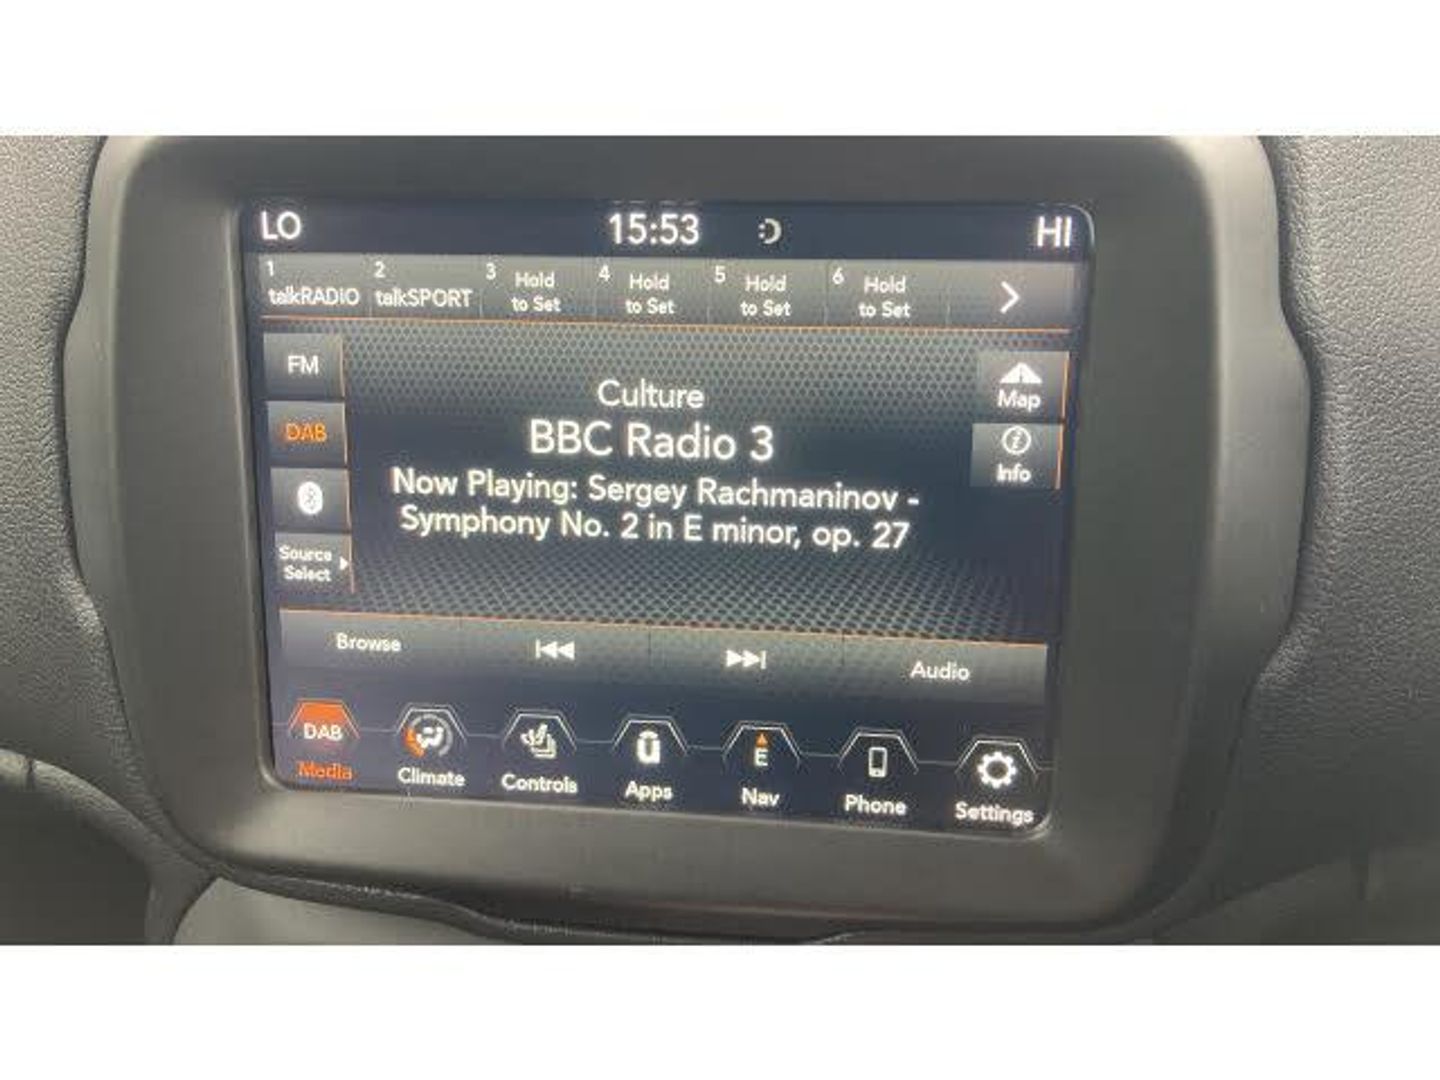 LO 15:53 HI
1 talkRADIO 2 talkSPORT 3 Hold to Set 4 Hold to Set 5 Hold to Set 6 Hold to Set
FM
DAB
Source
Select
Culture
BBC Radio 3
Now Playing: Sergey Rachmaninov -
Symphony No. 2 in E minor, op. 27
Map
Info
Browse Audio
DAB E
Media Climate Controls Apps Nav Phone Settings